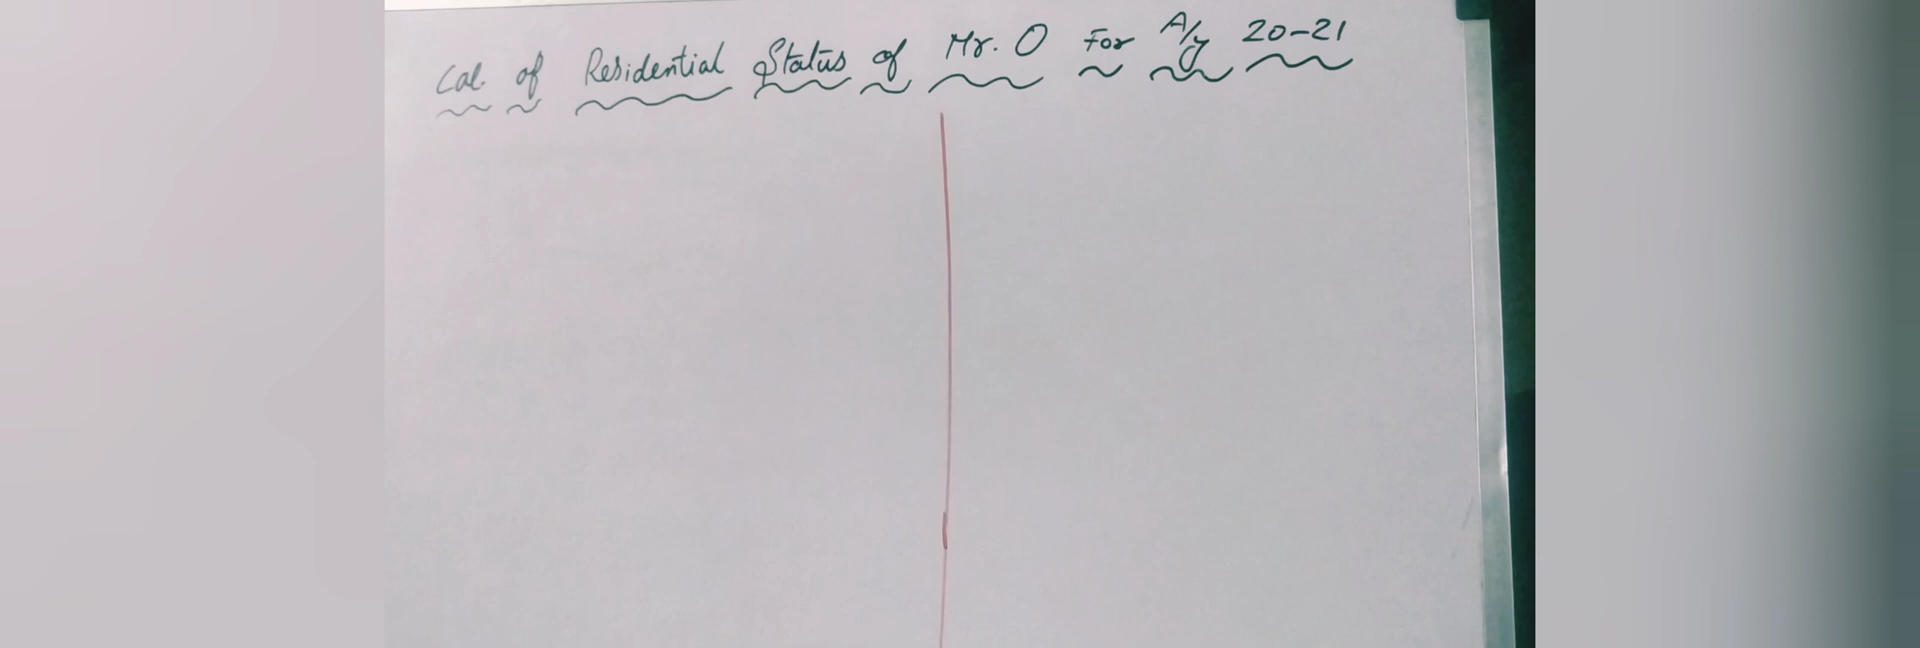 Cal. of Residential Status of Mr. O For A/y 20-21